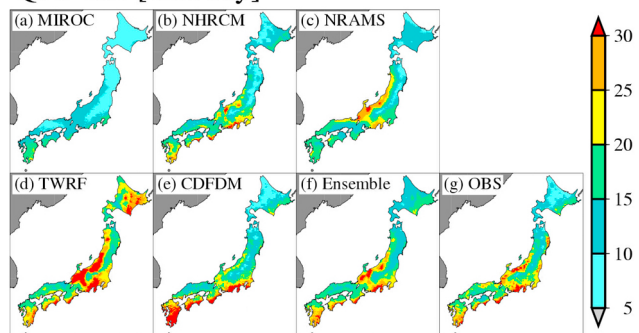 (a) MIROC
(b) NHRCM
(c) NRAMS
30
25
20
15
10
5
(d) TWRF
(e) CDFDM
(f) Ensemble
(g) OBS